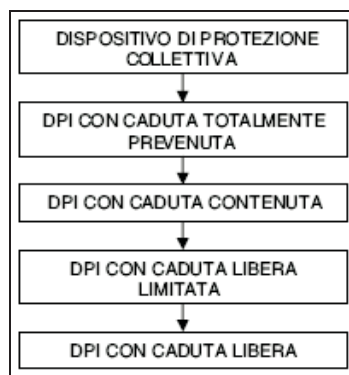 DISPOSITIVO DI PROTEZIONE
COLLETTIVA
DPI CON CADUTA TOTALMENTE
PREVENUTA
DPI CON CADUTA CONTENUTA
DPI CON CADUTA LIBERA
LIMITATA
DPI CON CADUTA LIBERA